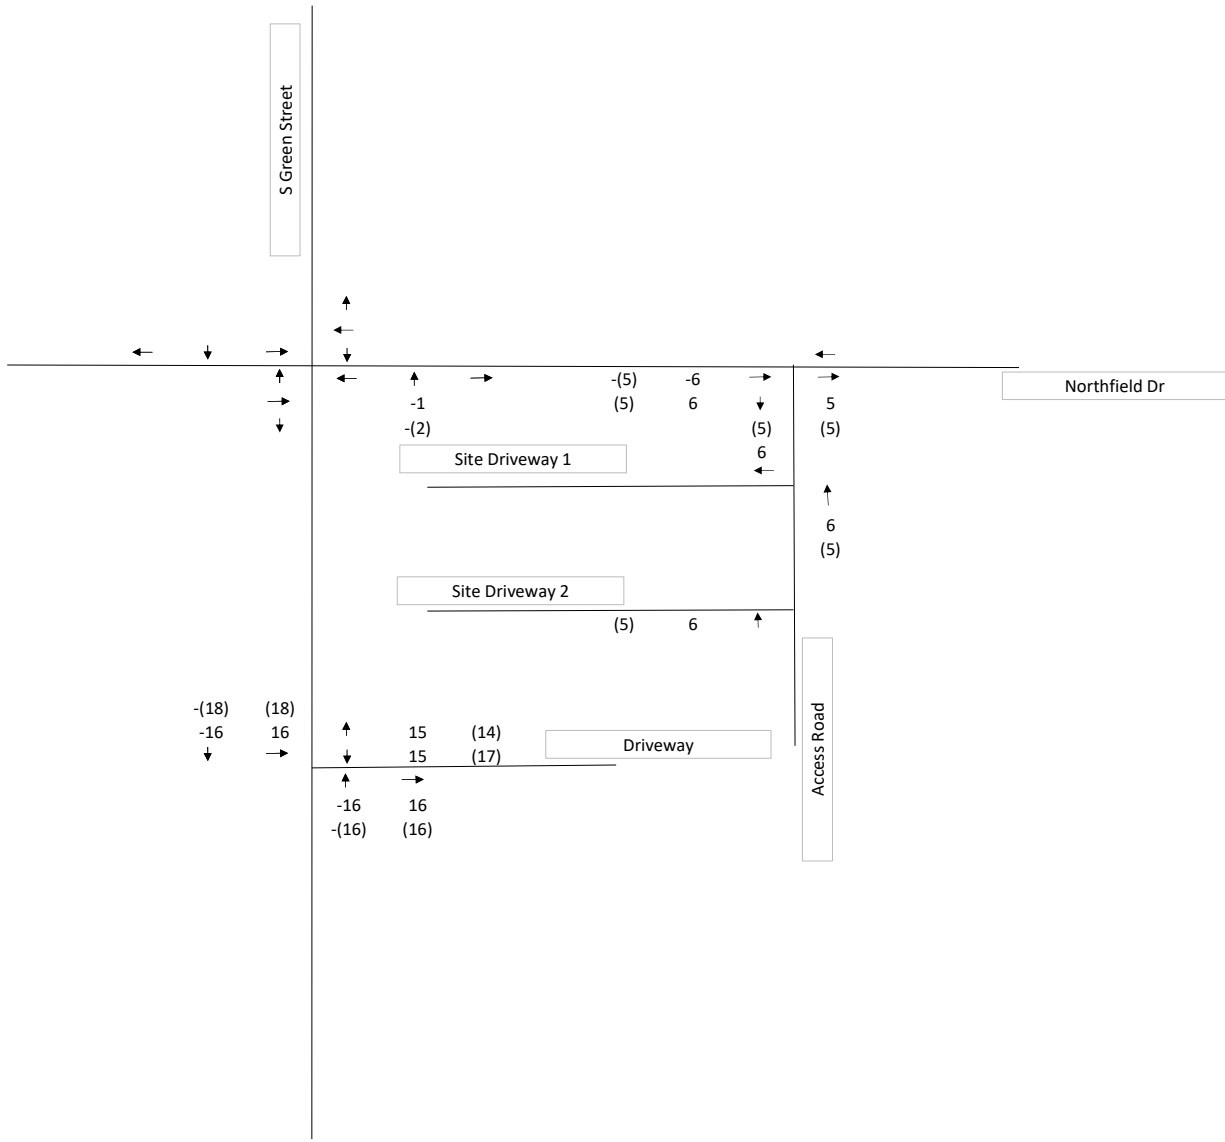 S Green Street
-(5) -6
Northfield Dr
-1 (5) 6 5
-(2) (5) (5)
Site Driveway 1 6
6
(5)
Site Driveway 2
(5) 6
-(18) (18)
-16 16 15 (14) Driveway
15 (17)
Access Road
-16 16
-(16) (16)